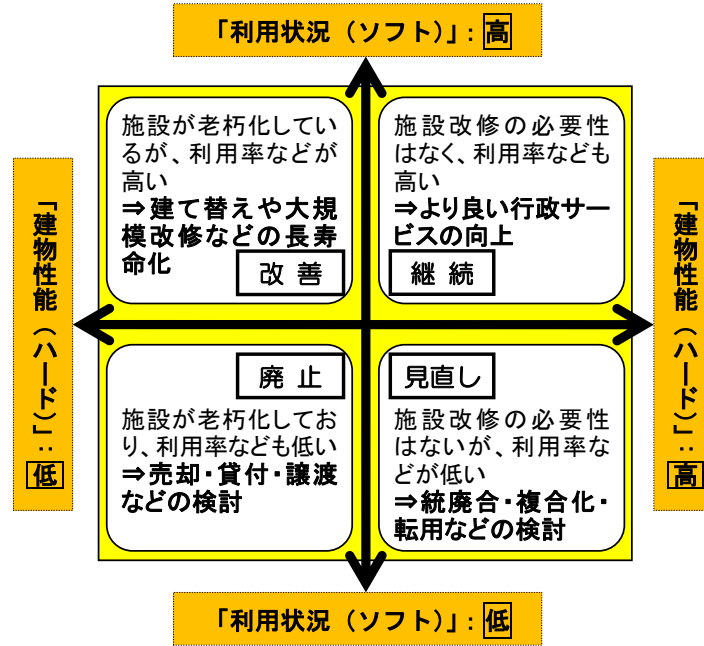 「利用状況（ソフト）」：高
施設が老朽化してい
るが、利用率などが
高い
⇒建て替えや大規
模改修などの長寿
命化
改 善
施設改修の必要性
はなく、利用率なども
高い
⇒より良い行政サー
ビスの向上
継 続
「建物性能（ハード）」：低
「建物性能（ハード）」：高
廃 止
施設が老朽化してお
り、利用率なども低い
⇒売却・貸付・譲渡
などの検討
見直し
施設改修の必要性
はないが、利用率な
どが低い
⇒統廃合・複合化・
転用などの検討
「利用状況（ソフト）」：低